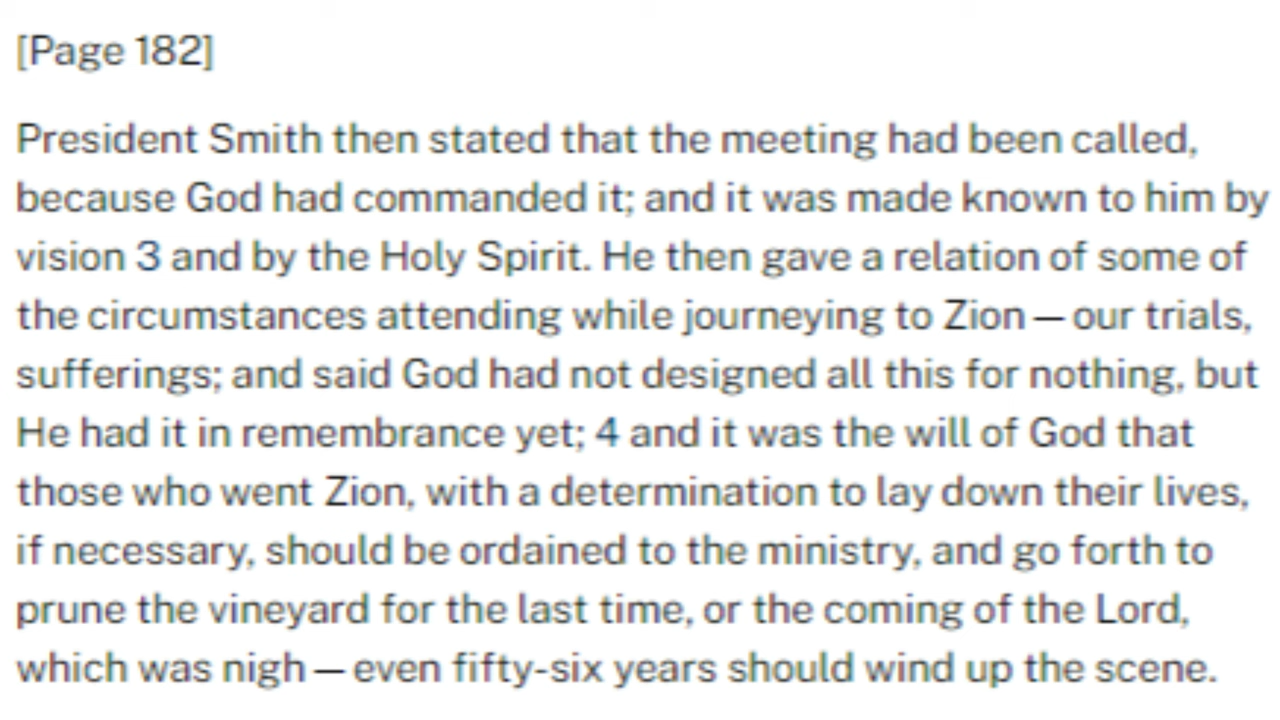 [Page 182]
President Smith then stated that the meeting had been called,
because God had commanded it; and it was made known to him by
vision 3 and by the Holy Spirit. He then gave a relation of some of
the circumstances attending while journeying to Zion — our trials,
sufferings; and said God had not designed all this for nothing, but
He had it in remembrance yet; 4 and it was the will of God that
those who went Zion, with a determination to lay down their lives,
if necessary, should be ordained to the ministry, and go forth to
prune the vineyard for the last time, or the coming of the Lord,
which was nigh — even fifty-six years should wind up the scene.